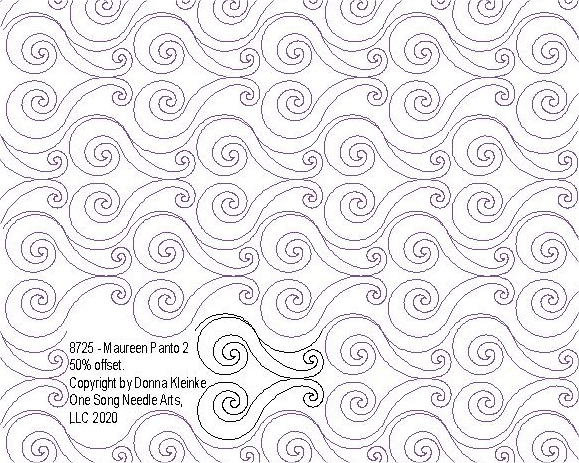 8725 - Maureen Panto 2
50% offset.
Copyright by Donna Kleinke
One Song Needle Arts,
LLC 2020